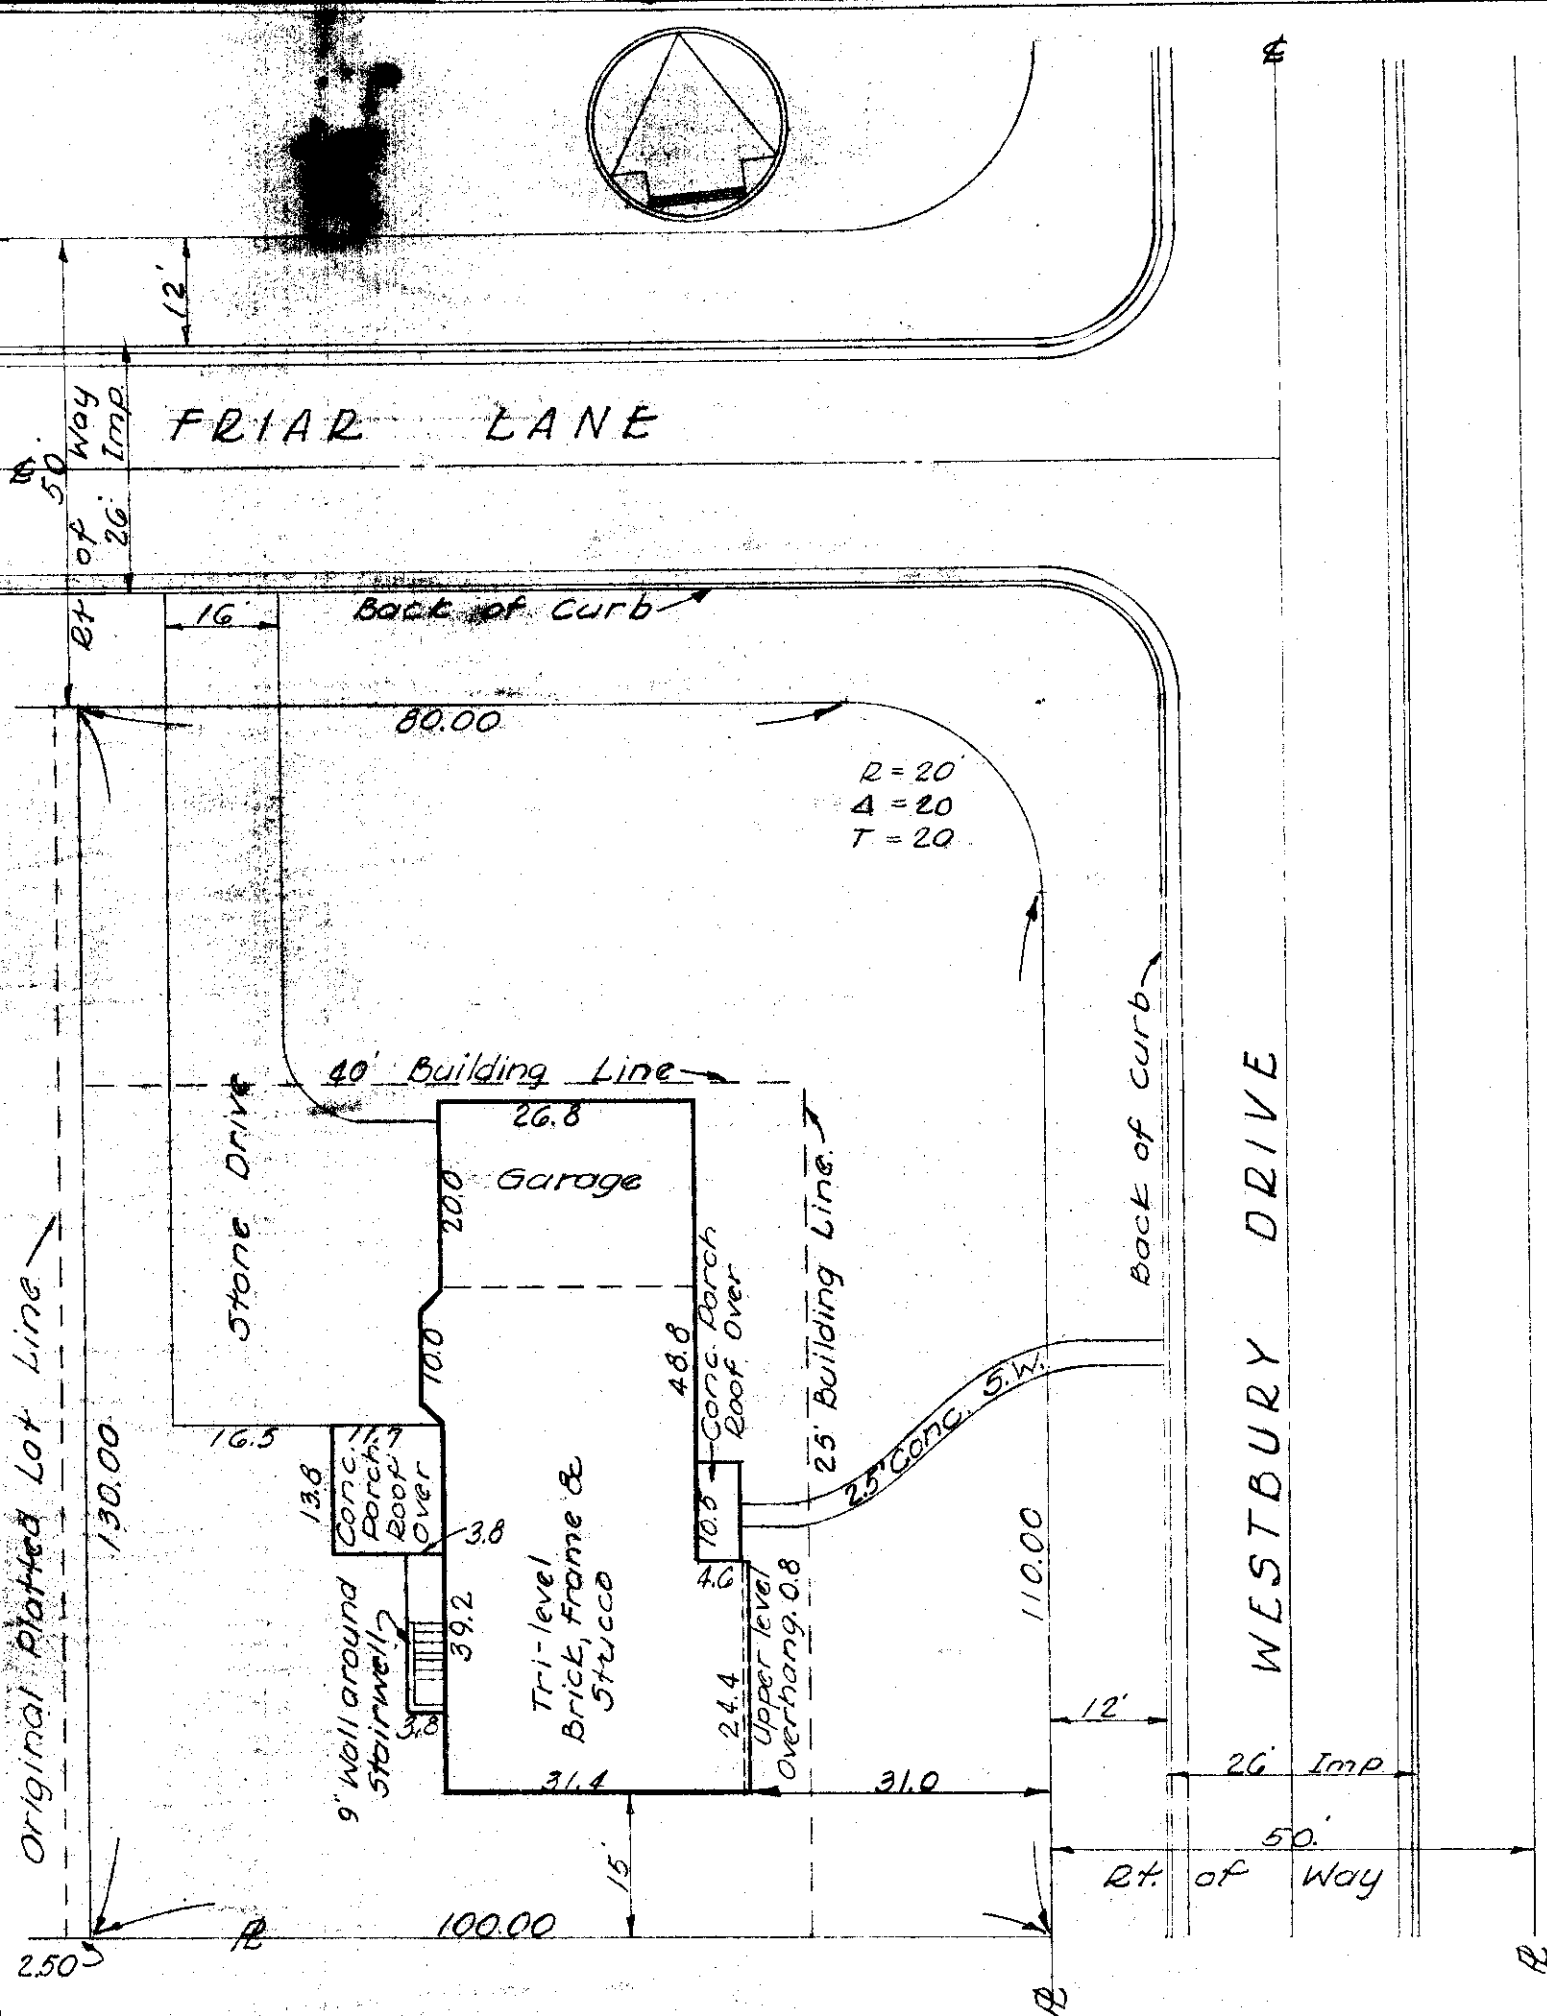 ℄
12'
50'
Rt of Way
26' Imp.
FRIAR LANE
℄
16'
Back of Curb
80.00
R = 20'
Δ = 20
T = 20
40' Building Line
26.8
Garage
20.0
Stone Drive
Original Platted Lot Line
130.00
10.0
48.8
Conc. Porch
Roof Over
25' Building Line
Back of Curb
WESTBURY DRIVE
16.5
11.7
13.8
Conc.
Porch
Roof
Over
3.8
10.5
4.6
2.5' Conc. S.W.
110.00
9" Wall around
Stairwell
3.8
39.2
Tri-level
Brick, Frame &
Stucco
24.4
Upper level
Overhang. 0.8
31.4
31.0
12'
26' Imp
50.'
Rt. of Way
15'
100.00
℄
2.50